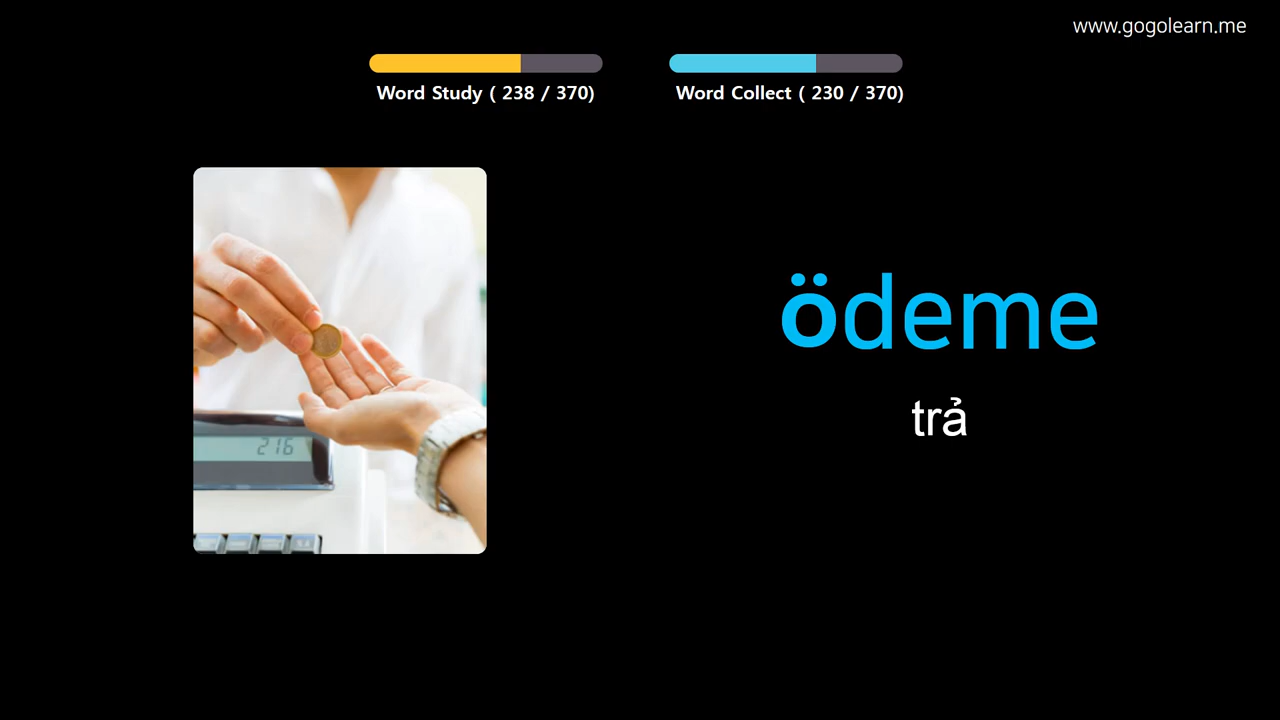 www.gogolearn.me
Word Study ( 238 / 370)
Word Collect ( 230 / 370)
ödeme
trả
216